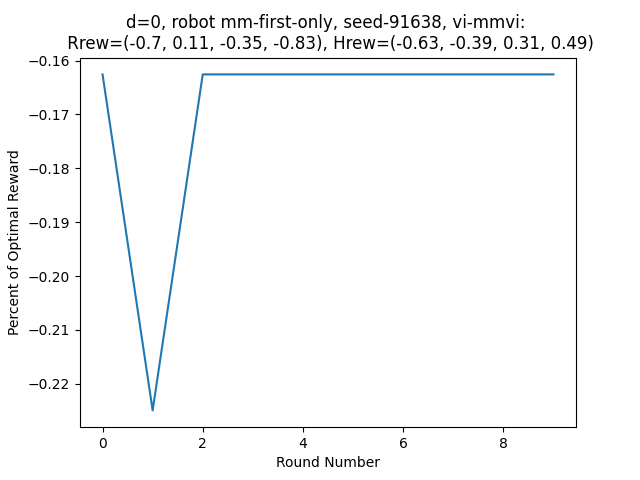 d=0, robot mm-first-only, seed-91638, vi-mmvi:
Rrew=(-0.7, 0.11, -0.35, -0.83), Hrew=(-0.63, -0.39, 0.31, 0.49)
Percent of Optimal Reward
−0.16
−0.17
−0.18
−0.19
−0.20
−0.21
−0.22
0 2 4 6 8
Round Number